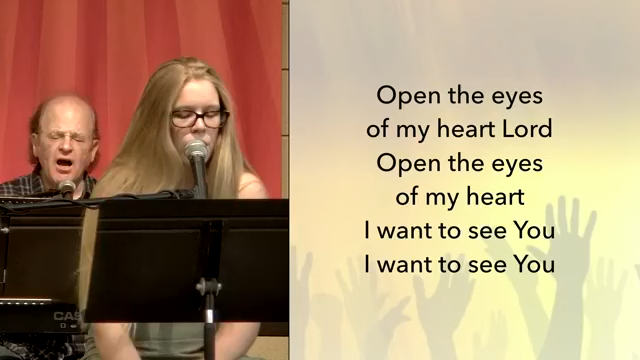 Open the eyes
of my heart Lord
Open the eyes
of my heart
I want to see You
I want to see You